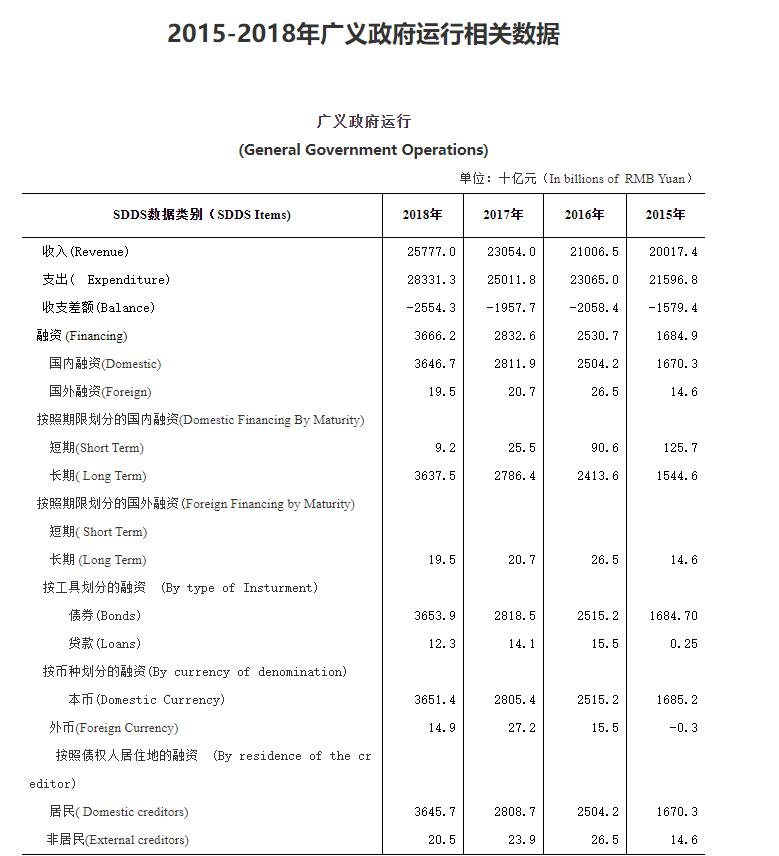 2015-2018年广义政府运行相关数据
广义政府运行
(General Government Operations)
单位：十亿元（In billions of RMB Yuan）
SDDS数据类别（SDDS Items) 2018年 2017年 2016年 2015年
收入(Revenue) 25777.0 23054.0 21006.5 20017.4
支出( Expenditure) 28331.3 25011.8 23065.0 21596.8
收支差额(Balance) -2554.3 -1957.7 -2058.4 -1579.4
融资 (Financing) 3666.2 2832.6 2530.7 1684.9
国内融资(Domestic) 3646.7 2811.9 2504.2 1670.3
国外融资(Foreign) 19.5 20.7 26.5 14.6
按照期限划分的国内融资(Domestic Financing By Maturity)
短期(Short Term) 9.2 25.5 90.6 125.7
长期( Long Term) 3637.5 2786.4 2413.6 1544.6
按照期限划分的国外融资(Foreign Financing by Maturity)
短期( Short Term)
长期 (Long Term) 19.5 20.7 26.5 14.6
按工具划分的融资 (By type of Insturment)
债券(Bonds) 3653.9 2818.5 2515.2 1684.70
贷款(Loans) 12.3 14.1 15.5 0.25
按币种划分的融资(By currency of denomination)
本币(Domestic Currency) 3651.4 2805.4 2515.2 1685.2
外币(Foreign Currency) 14.9 27.2 15.5 -0.3
按照债权人居住地的融资 (By residence of the cr
editor)
居民( Domestic creditors) 3645.7 2808.7 2504.2 1670.3
非居民(External creditors) 20.5 23.9 26.5 14.6